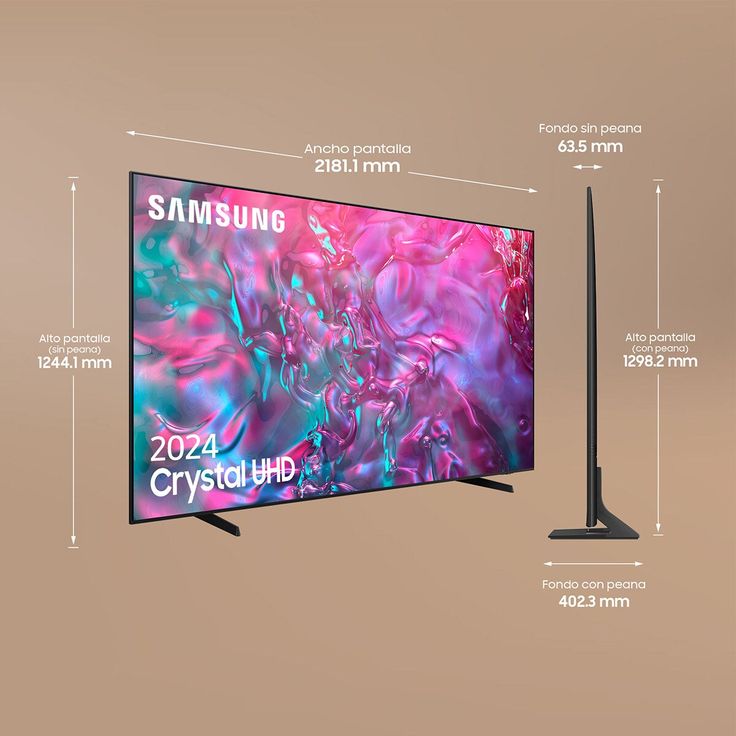 Fondo sin peana
63.5 mm
Ancho pantalla
2181.1 mm
SAMSUNG
Alto pantalla
(sin peana)
1244.1 mm
Alto pantalla
(con peana)
1298.2 mm
2024
Crystal UHD
Fondo con peana
402.3 mm